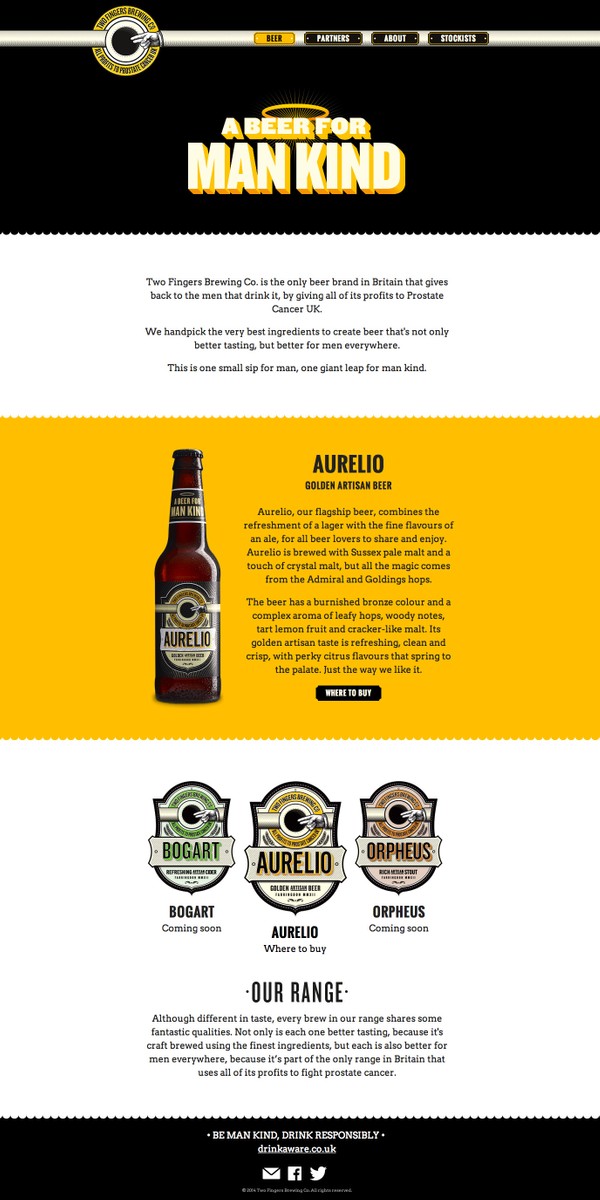 TWO FINGERS BREWING CO.
ALL PROFITS TO PROSTATE CANCER UK
BEER
PARTNERS
ABOUT
STOCKISTS
A BEER FOR
MAN KIND
Two Fingers Brewing Co. is the only beer brand in Britain that gives
back to the men that drink it, by giving all of its profits to Prostate
Cancer UK.
We handpick the very best ingredients to create beer that's not only
better tasting, but better for men everywhere.
This is one small sip for man, one giant leap for man kind.
A BEER FOR
MAN KIND
AURELIO
GOLDEN ARTISAN BEER
AURELIO
GOLDEN ARTISAN BEER
Aurelio, our flagship beer, combines the
refreshment of a lager with the fine flavours of
an ale, for all beer lovers to share and enjoy.
Aurelio is brewed with Sussex pale malt and a
touch of crystal malt, but all the magic comes
from the Admiral and Goldings hops.
The beer has a burnished bronze colour and a
complex aroma of leafy hops, woody notes,
tart lemon fruit and cracker-like malt. Its
golden artisan taste is refreshing, clean and
crisp, with perky citrus flavours that spring to
the palate. Just the way we like it.
WHERE TO BUY
TWO FINGERS BREWING CO.
BOGART
REFRESHING ARTISAN CIDER
FARRINGDON MMXII
BOGART
Coming soon
TWO FINGERS BREWING CO.
ALL PROFITS TO PROSTATE CANCER UK
AURELIO
GOLDEN ARTISAN BEER
FARRINGDON MMXII
AURELIO
Where to buy
TWO FINGERS BREWING CO.
ORPHEUS
RICH ARTISAN STOUT
FARRINGDON MMXII
ORPHEUS
Coming soon
·OUR RANGE·
Although different in taste, every brew in our range shares some
fantastic qualities. Not only is each one better tasting, because it's
craft brewed using the finest ingredients, but each is also better for
men everywhere, because it's part of the only range in Britain that
uses all of its profits to fight prostate cancer.
• BE MAN KIND, DRINK RESPONSIBLY •
drinkaware.co.uk
© 2014 Two Fingers Brewing Co. All rights reserved.